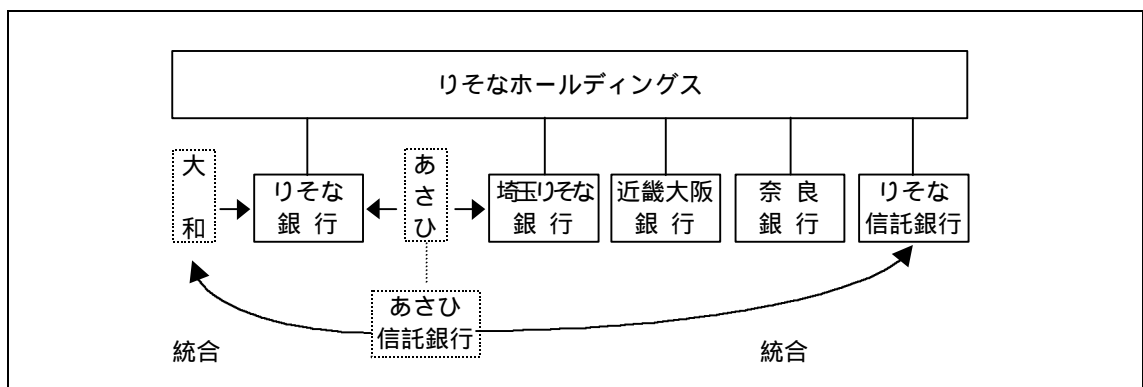 りそなホールディングス
大和
りそな
銀行
あさひ
埼玉りそな
銀行
近畿大阪
銀行
奈良
銀行
りそな
信託銀行
あさひ
信託銀行
統合
統合